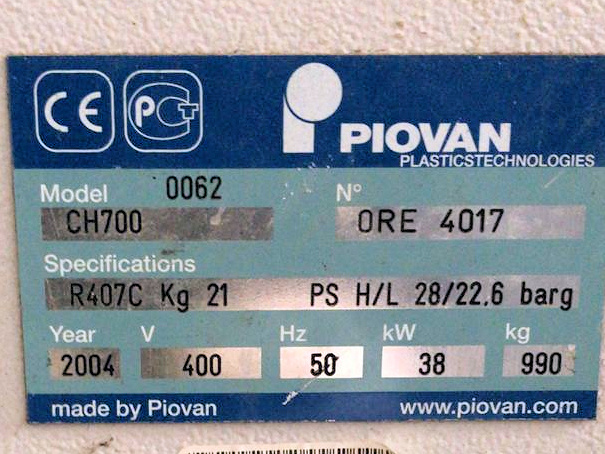 CE PCT
PIOVAN
PLASTICSTECHNOLOGIES
Model 0062 N°
CH700 ORE 4017
Specifications
R407C Kg 21 PS H/L 28/22,6 barg
Year V Hz kW kg
2004 400 50 38 990
made by Piovan www.piovan.com